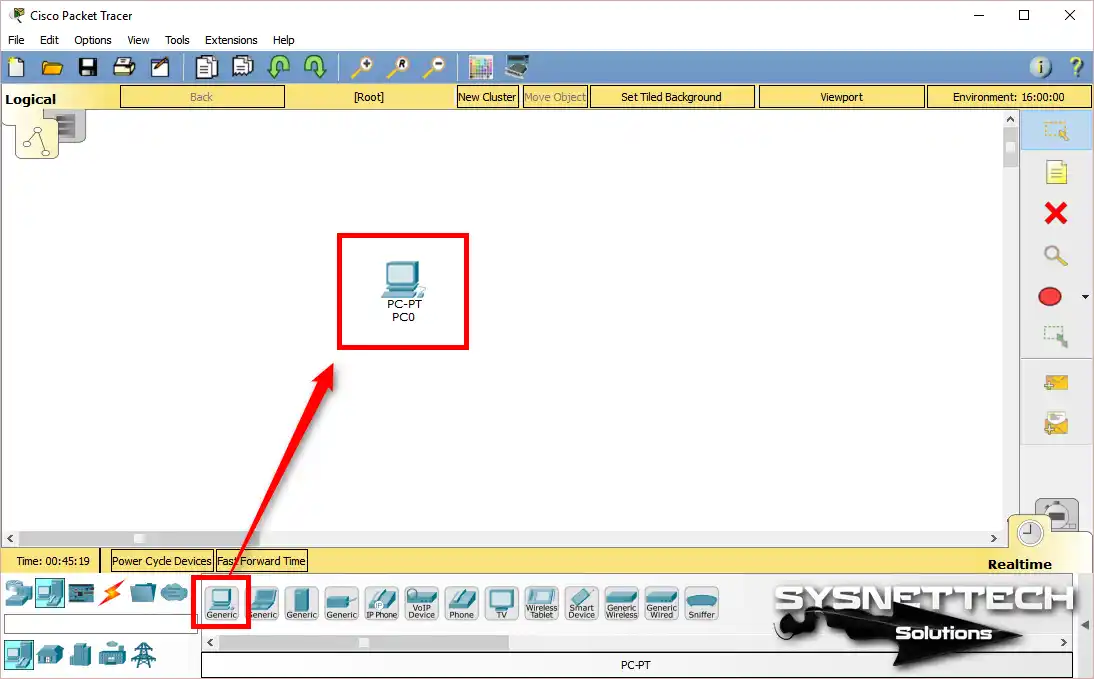 Cisco Packet Tracer
File Edit Options View Tools Extensions Help
R
i ?
Logical Back [Root] New Cluster Move Object Set Tiled Background Viewport Environment: 16:00:00
PC-PT
PC0
Time: 00:45:19 Power Cycle Devices Fast Forward Time
Realtime
Generic Generic Generic Generic IP Phone VoIP Device Phone TV Wireless Tablet Smart Device Generic Wireless Generic Wired Sniffer
IP
SYSNETTECH
Solutions
PC-PT